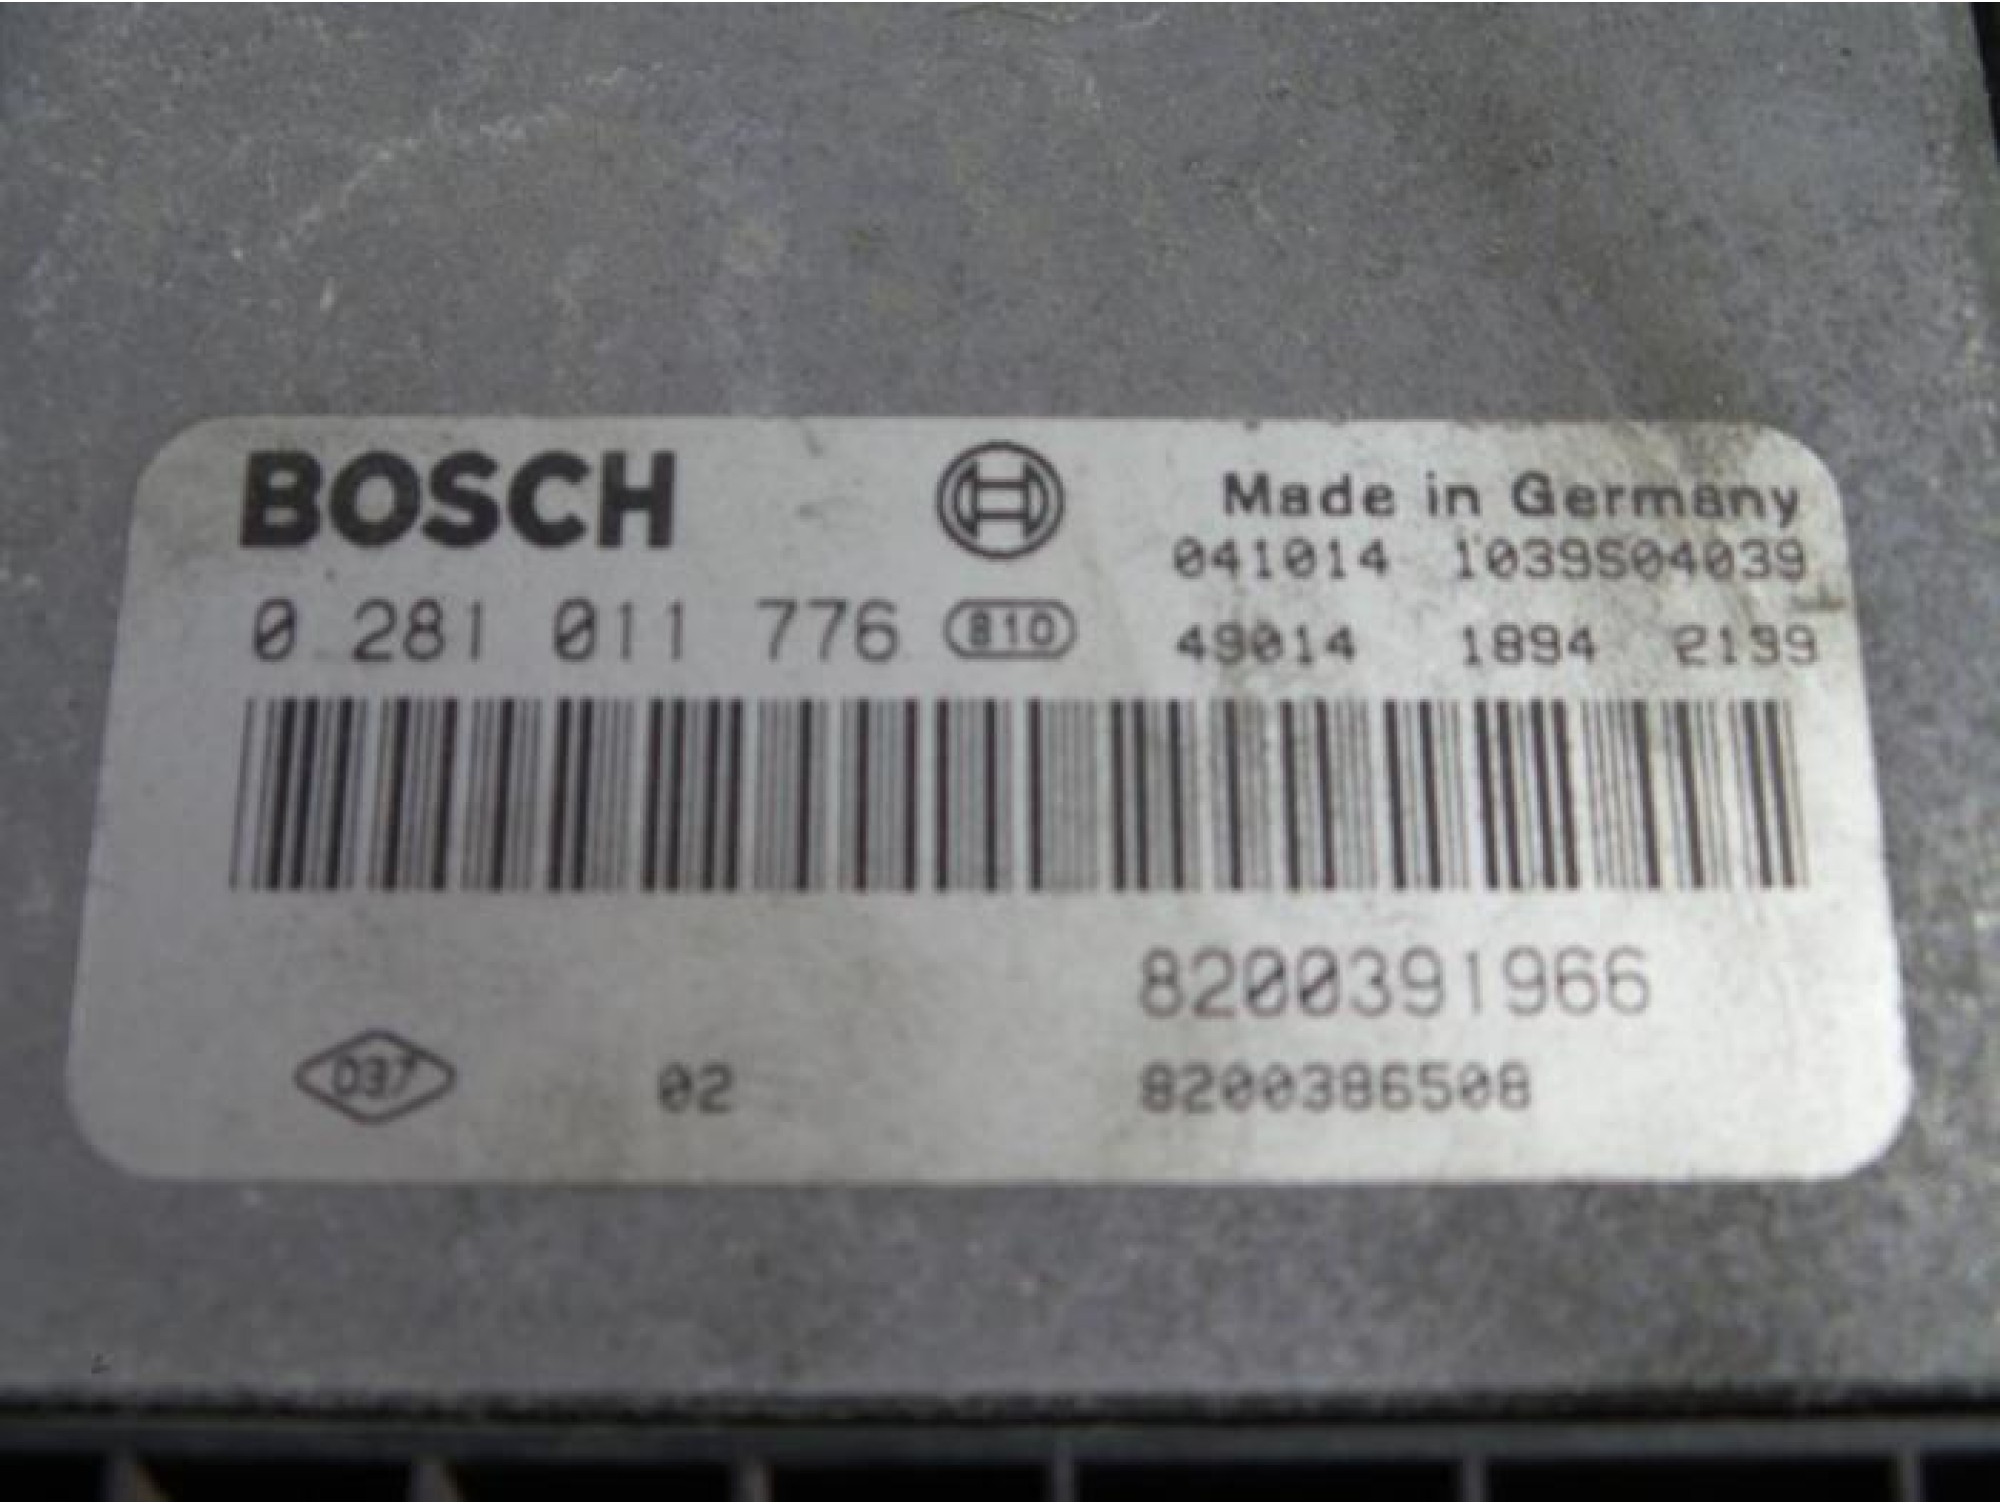 BOSCH
Made in Germany
041014 1039S04039
0 281 011 776 810 49014 1894 2139
8200391966
037 02 8200386508